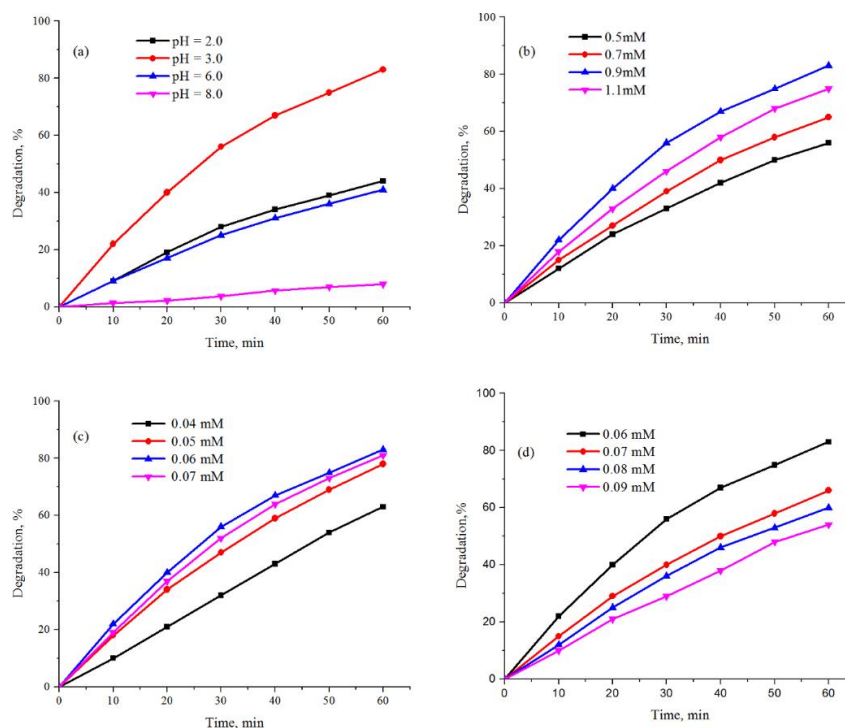 (a)
pH = 2.0
pH = 3.0
pH = 6.0
pH = 8.0
Degradation, %
100
80
60
40
20
0
0 10 20 30 40 50 60
Time, min
(b)
0.5mM
0.7mM
0.9mM
1.1mM
Degradation, %
100
80
60
40
20
0
0 10 20 30 40 50 60
Time, min
(c)
0.04 mM
0.05 mM
0.06 mM
0.07 mM
Degradation, %
100
80
60
40
20
0
0 10 20 30 40 50 60
Time, min
(d)
0.06 mM
0.07 mM
0.08 mM
0.09 mM
Degradation,%
100
80
60
40
20
0
0 10 20 30 40 50 60
Time, min